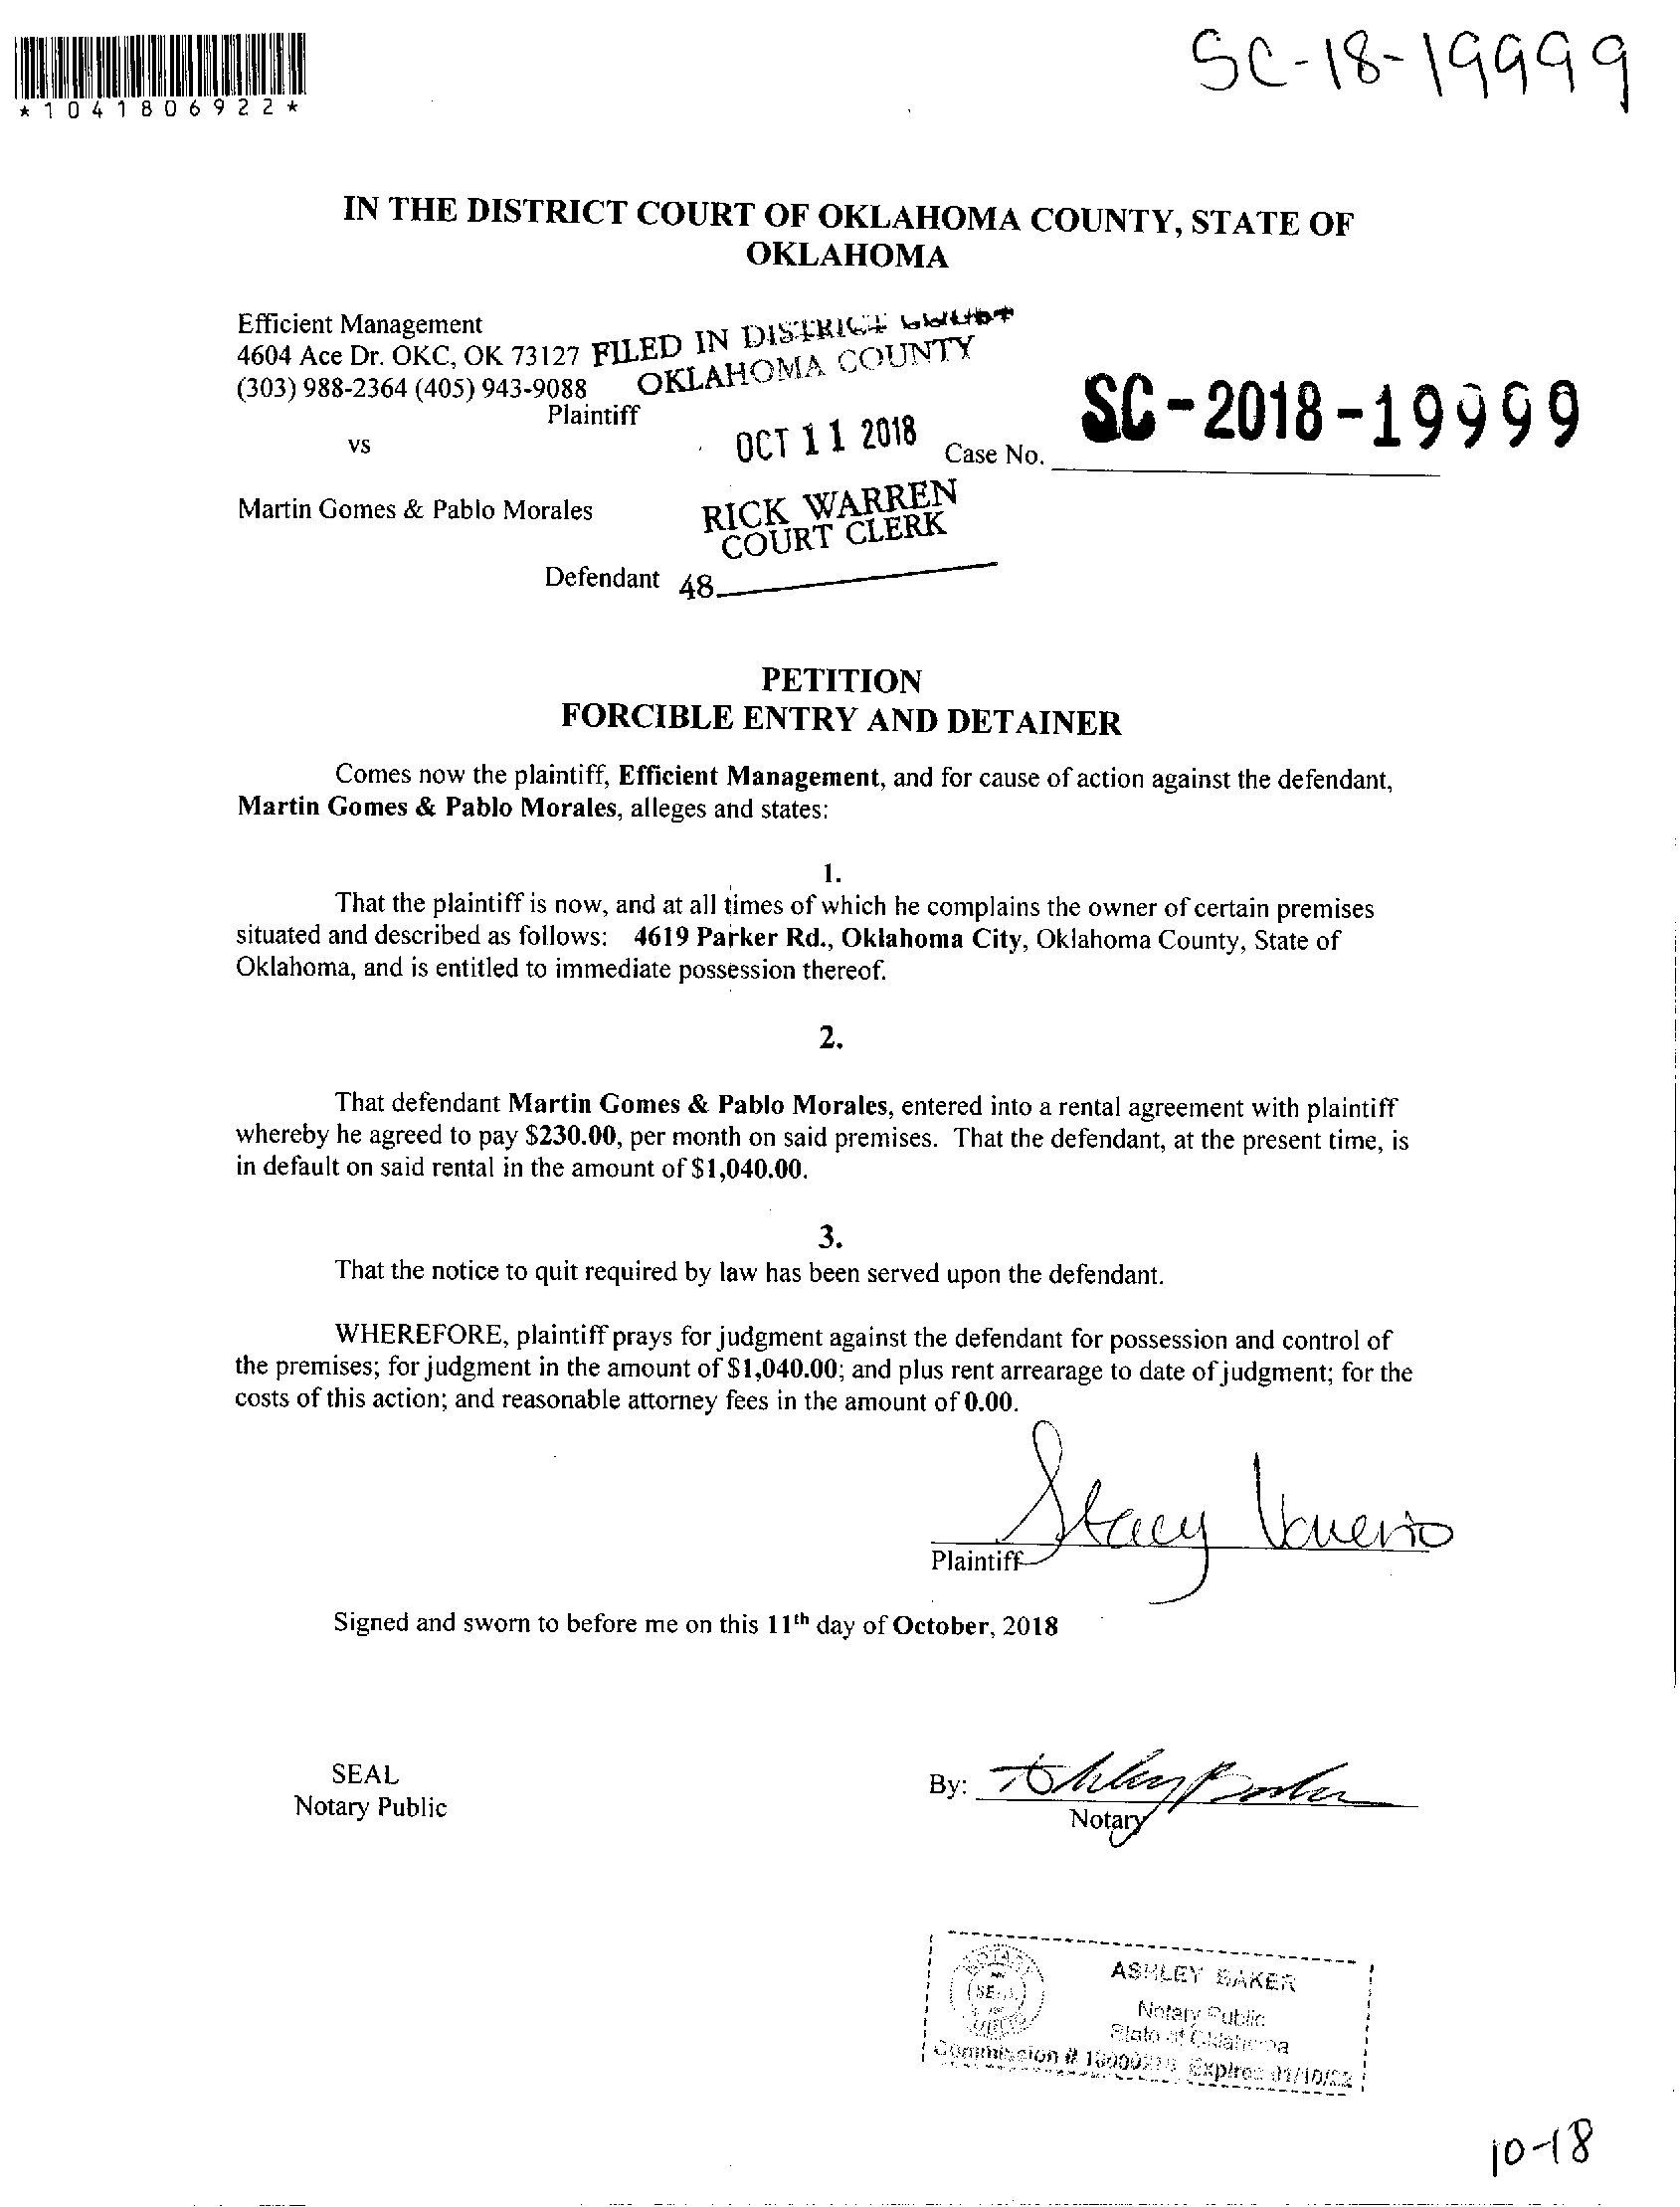 *1041806922*
SC-18-19999
IN THE DISTRICT COURT OF OKLAHOMA COUNTY, STATE OF
OKLAHOMA
Efficient Management
4604 Ace Dr. OKC, OK 73127
(303) 988-2364 (405) 943-9088
Plaintiff
vs
FILED IN DISTRICT COURT
OKLAHOMA COUNTY
OCT 11 2018
Case No. SC-2018-19999
Martin Gomes & Pablo Morales
RICK WARREN
COURT CLERK
Defendant
48
PETITION
FORCIBLE ENTRY AND DETAINER
Comes now the plaintiff, Efficient Management, and for cause of action against the defendant,
Martin Gomes & Pablo Morales, alleges and states:
1.
That the plaintiff is now, and at all times of which he complains the owner of certain premises
situated and described as follows: 4619 Parker Rd., Oklahoma City, Oklahoma County, State of
Oklahoma, and is entitled to immediate possession thereof.
2.
That defendant Martin Gomes & Pablo Morales, entered into a rental agreement with plaintiff
whereby he agreed to pay $230.00, per month on said premises. That the defendant, at the present time, is
in default on said rental in the amount of $1,040.00.
3.
That the notice to quit required by law has been served upon the defendant.
WHEREFORE, plaintiff prays for judgment against the defendant for possession and control of
the premises; for judgment in the amount of $1,040.00; and plus rent arrearage to date of judgment; for the
costs of this action; and reasonable attorney fees in the amount of 0.00.
Stacy
Plaintiff
Signed and sworn to before me on this 11th day of October, 2018
SEAL
Notary Public
By: Ashley Baker
Notary
ASHLEY BAKER
Notary Public
State of Oklahoma
Commission # Expires
10-18